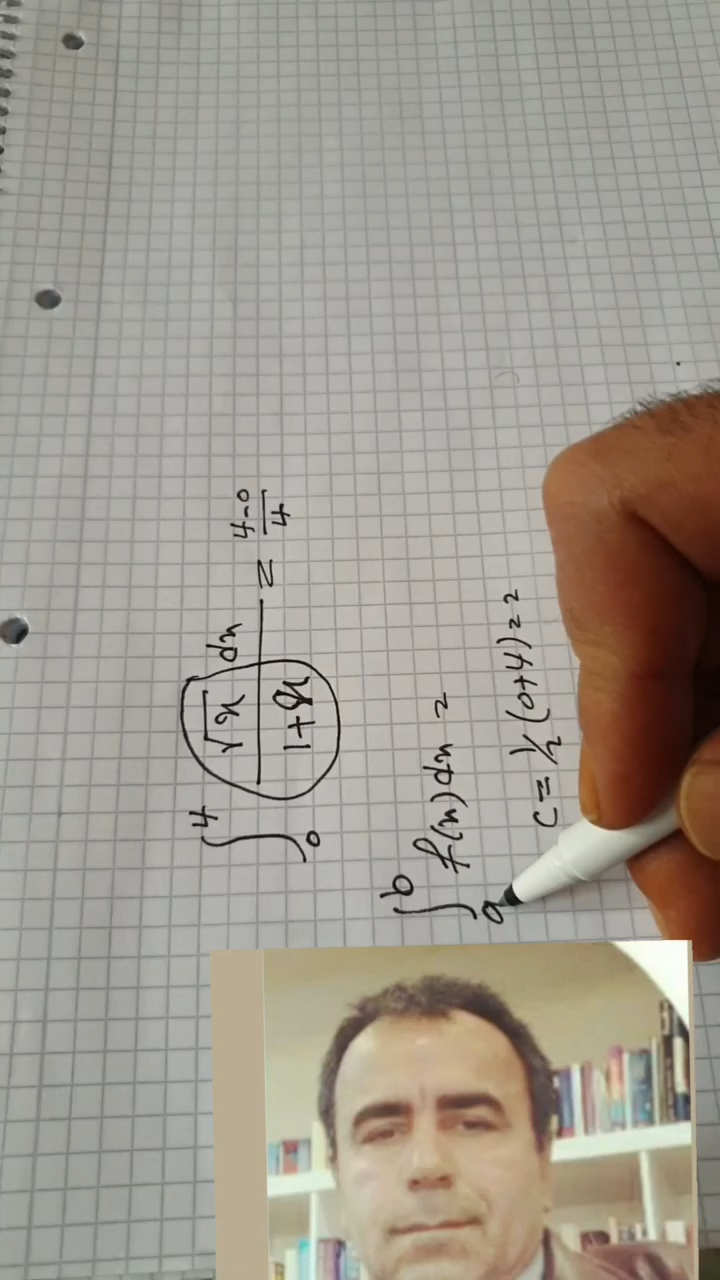 ∫₀⁴ √x/(1+x) dx = (4-0)/4
∫ₐᵇ f(x)dx =
c = 1/2 (0+4) = 2